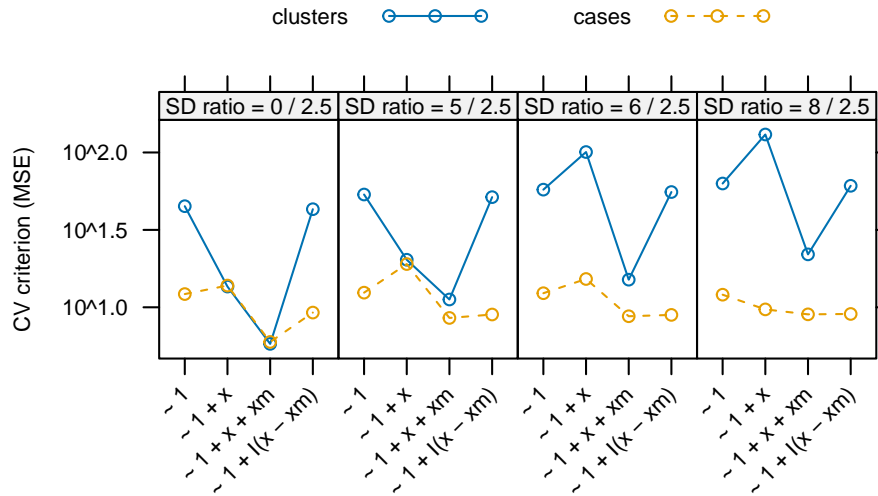 clusters cases
SD ratio = 0 / 2.5 SD ratio = 5 / 2.5 SD ratio = 6 / 2.5 SD ratio = 8 / 2.5
CV criterion (MSE)
10^2.0
10^1.5
10^1.0
~ 1
~ 1 + x
~ 1 + x + xm
~ 1 + I(x − xm)
~ 1
~ 1 + x
~ 1 + x + xm
~ 1 + I(x − xm)
~ 1
~ 1 + x
~ 1 + x + xm
~ 1 + I(x − xm)
~ 1
~ 1 + x
~ 1 + x + xm
~ 1 + I(x − xm)